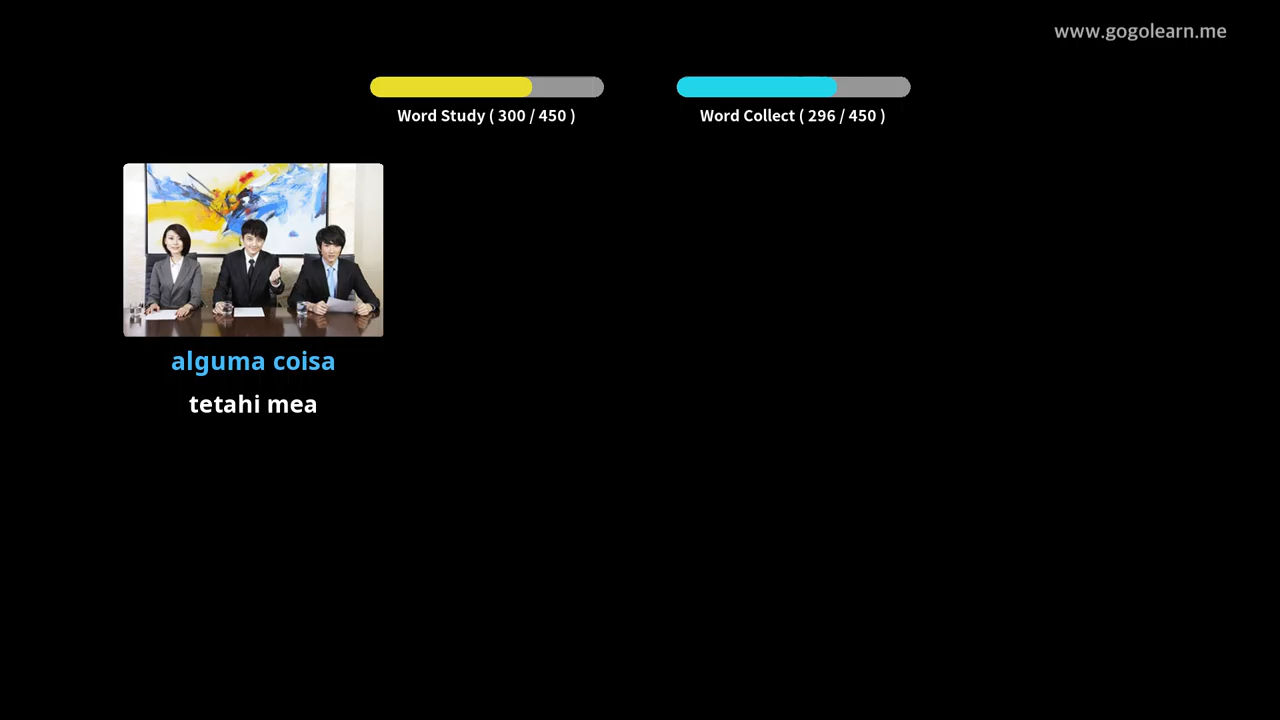 www.gogolearn.me
Word Study ( 300 / 450 )
Word Collect ( 296 / 450 )
alguma coisa
tetahi mea